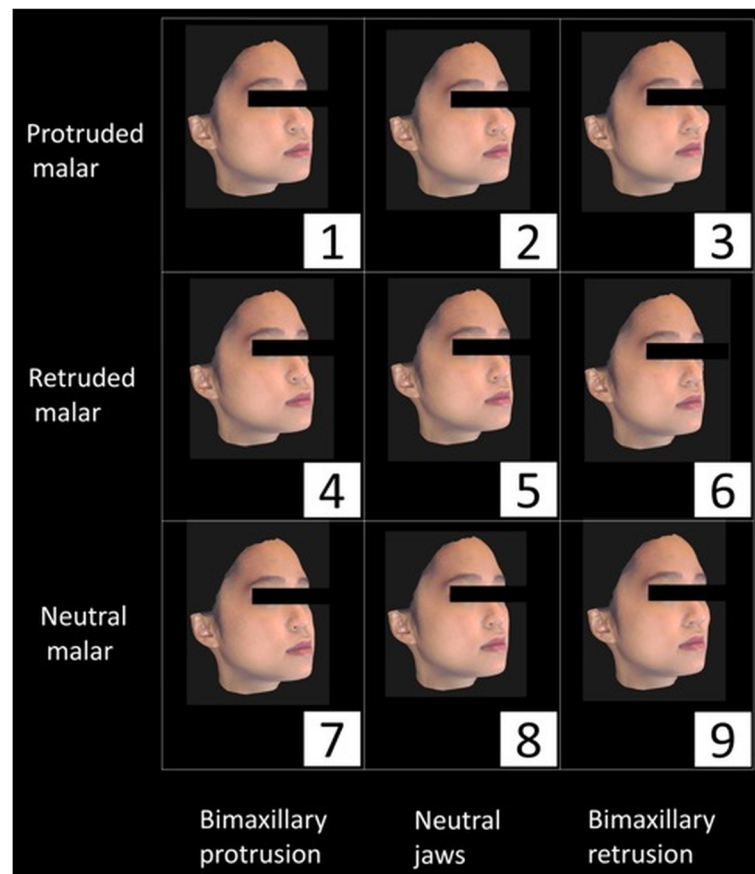 Protruded
malar
1
2
3
Retruded
malar
4
5
6
Neutral
malar
7
8
9
Bimaxillary
protrusion
Neutral
jaws
Bimaxillary
retrusion